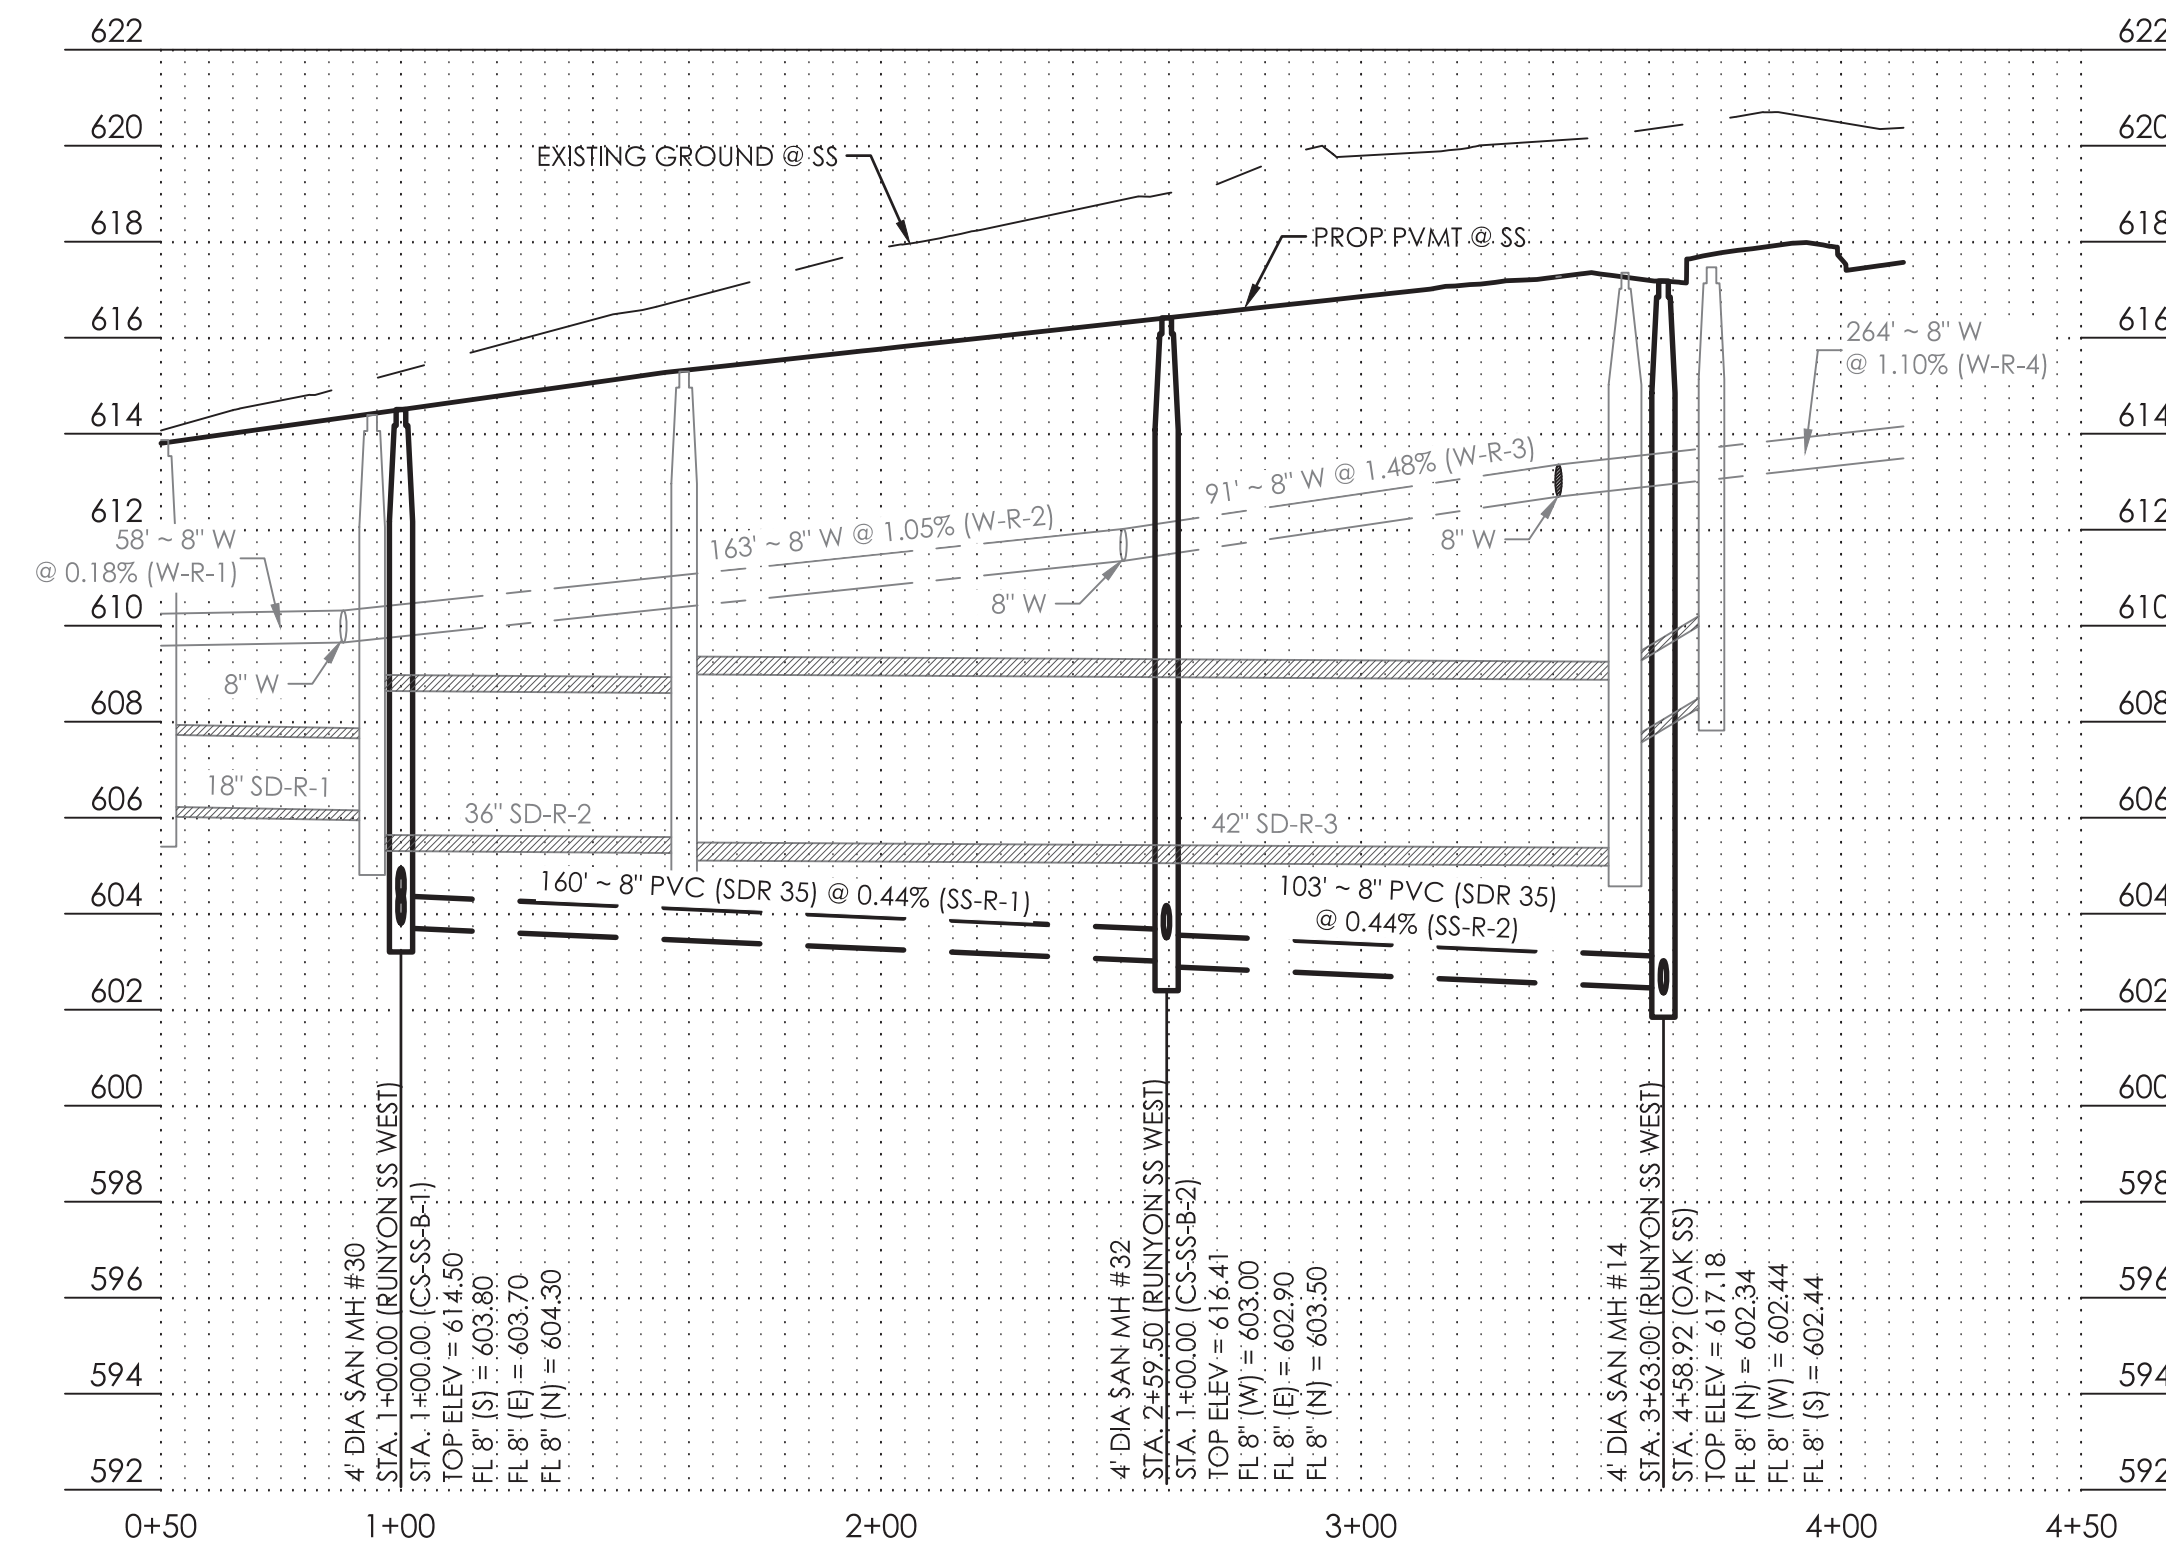 622
622
620
620
EXISTING GROUND @ SS
618
618
PROP PVMT @ SS
616
616
264' ~ 8" W
@ 1.10% (W-R-4)
614
614
91' ~ 8" W @ 1.48% (W-R-3)
612
612
58' ~ 8" W
@ 0.18% (W-R-1)
163' ~ 8" W @ 1.05% (W-R-2)
8" W
8" W
610
610
8" W
608
608
18" SD-R-1
606
606
36" SD-R-2
42" SD-R-3
604
604
160' ~ 8" PVC (SDR 35) @ 0.44% (SS-R-1)
103' ~ 8" PVC (SDR 35)
@ 0.44% (SS-R-2)
602
602
600
600
598
598
596
596
594
594
592
592
4' DIA SAN MH #30
STA. 1+00.00 (RUNYON SS WEST)
STA. 1+00.00 (CS-SS-B-1)
TOP ELEV = 614.50
FL 8" (S) = 603.80
FL 8" (E) = 603.70
FL 8" (N) = 604.30
4' DIA SAN MH #32
STA. 2+59.50 (RUNYON SS WEST)
STA. 1+00.00 (CS-SS-B-2)
TOP ELEV = 616.41
FL 8" (W) = 603.00
FL 8" (E) = 602.90
FL 8" (N) = 603.50
4' DIA SAN MH #14
STA. 3+63.00 (RUNYON SS WEST)
STA. 4+58.92 (OAK SS)
TOP ELEV = 617.18
FL 8" (N) = 602.34
FL 8" (W) = 602.44
FL 8" (S) = 602.44
0+50
1+00
2+00
3+00
4+00
4+50